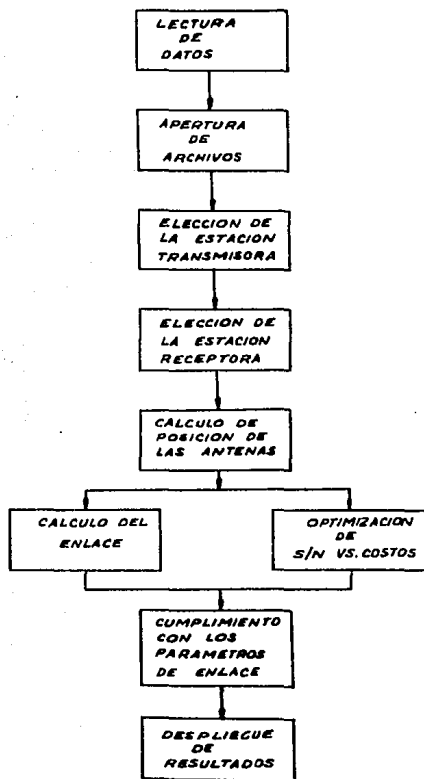 LECTURA
DE
DATOS
APERTURA
DE
ARCHIVOS
ELECCION DE
LA ESTACION
TRANSMISORA
ELECCION DE
LA ESTACION
RECEPTORA
CALCULO DE
POSICION DE
LAS ANTENAS
CALCULO DEL
ENLACE
OPTIMIZACION
DE
S/N VS. COSTOS
CUMPLIMIENTO
CON LOS
PARAMETROS
DE ENLACE
DESPLIEGUE
DE
RESULTADOS